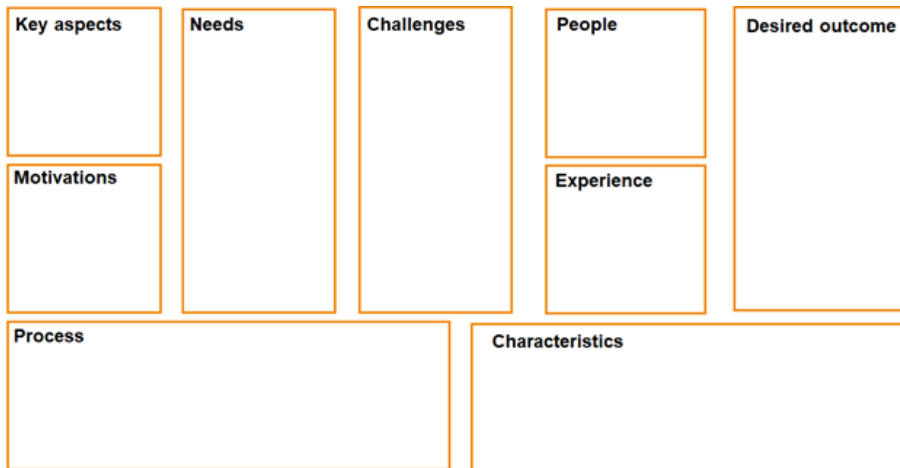 Key aspects
Needs
Challenges
People
Desired outcome
Motivations
Experience
Process
Characteristics